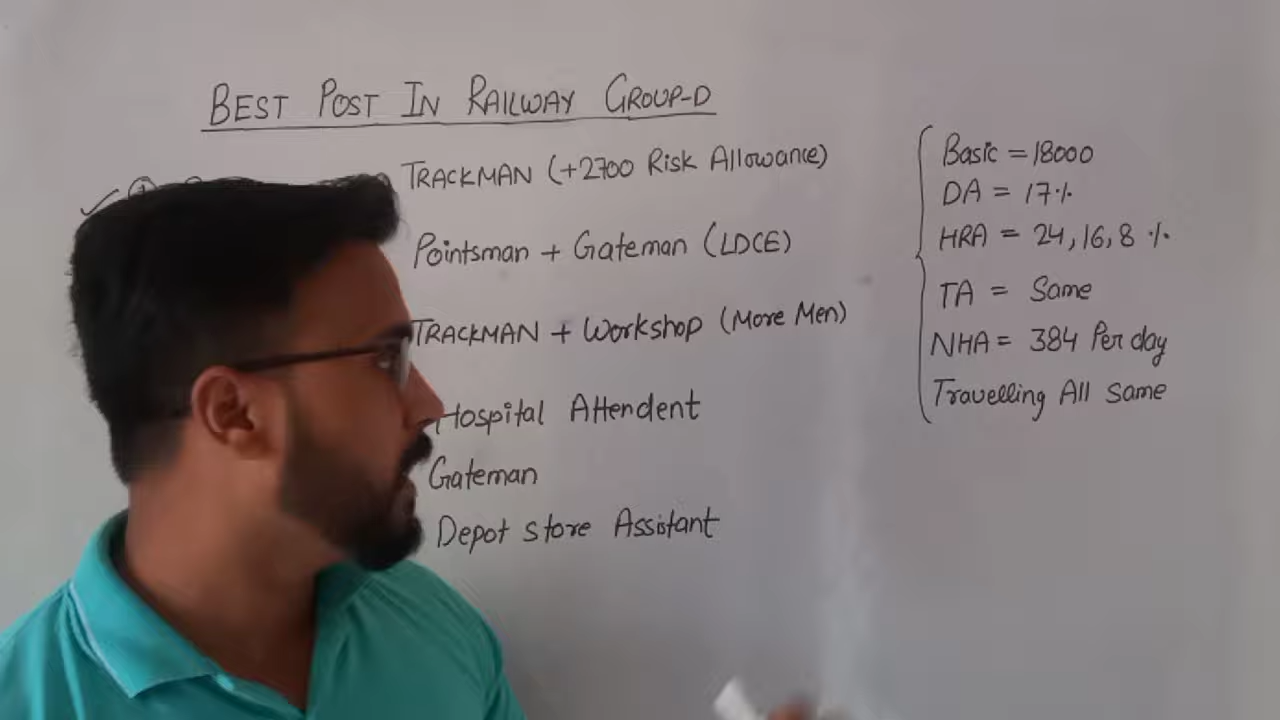 BEST POST IN RAILWAY GROUP-D
TRACKMAN (+2700 Risk Allowance)
Pointsman + Gateman (LDCE)
TRACKMAN + Workshop (More Men)
Hospital Attendent
Gateman
Depot store Assistant
Basic = 18000
DA = 17%
HRA = 24, 16, 8 %
TA = Same
NHA = 384 Per day
Travelling All same